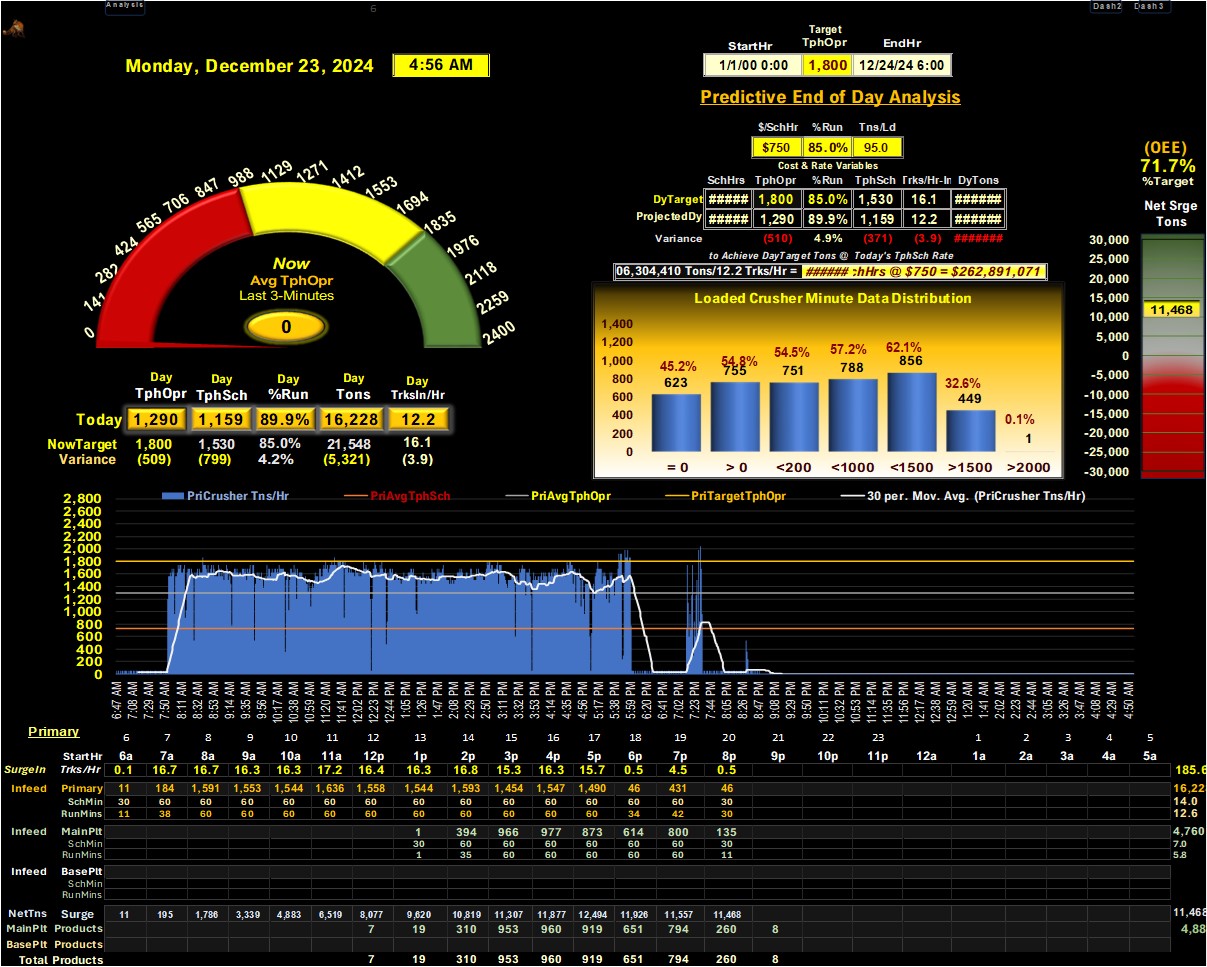 Analysis
6
Dash2 Dash3
Monday, December 23, 2024 4:56 AM
StartHr Target TphOpr EndHr
1/1/00 0:00 1,800 12/24/24 6:00
Predictive End of Day Analysis
$/SchHr %Run Tns/Ld
$750 85.0% 95.0
Cost & Rate Variables
SchHrs TphOpr %Run TphSch Trks/Hr-In DyTons
DyTarget ##### 1,800 85.0% 1,530 16.1 ######
ProjectedDy ##### 1,290 89.9% 1,159 12.2 ######
Variance (510) 4.9% (371) (3.9) #######
to Achieve DayTarget Tons @ Today's TphSch Rate
06,304,410 Tons/12.2 Trks/Hr = ###### :hHrs @ $750 = $262,891,071
(OEE)
71.7%
%Target
Net Srge
Tons
30,000
25,000
20,000
15,000
11,468
10,000
5,000
0
-5,000
-10,000
-15,000
-20,000
-25,000
-30,000
0 141 282 424 565 706 847 988 1129 1271 1412 1553 1694 1835 1976 2118 2259 2400
Now
Avg TphOpr
Last 3-Minutes
0
Day Day Day Day Day
TphOpr TphSch %Run Tons TrksIn/Hr
Today 1,290 1,159 89.9% 16,228 12.2
NowTarget 1,800 1,530 85.0% 21,548 16.1
Variance (509) (799) 4.2% (5,321) (3.9)
Loaded Crusher Minute Data Distribution
1,400
1,200
1,000
800
600
400
200
0
45.2% 54.8% 54.5% 57.2% 62.1% 32.6% 0.1%
623 755 751 788 856 449 1
= 0 > 0 <200 <1000 <1500 >1500 >2000
PriCrusher Tns/Hr PriAvgTphSch PriAvgTphOpr PriTargetTphOpr 30 per. Mov. Avg. (PriCrusher Tns/Hr)
2,800
2,600
2,400
2,200
2,000
1,800
1,600
1,400
1,200
1,000
800
600
400
200
0
6:47 AM 7:08 AM 7:29 AM 7:50 AM 8:11 AM 8:32 AM 8:53 AM 9:14 AM 9:35 AM 9:56 AM 10:17 AM 10:38 AM 10:59 AM 11:20 AM 11:41 AM 12:02 PM 12:23 PM 12:44 PM 1:05 PM 1:26 PM 1:47 PM 2:08 PM 2:29 PM 2:50 PM 3:11 PM 3:32 PM 3:53 PM 4:14 PM 4:35 PM 4:56 PM 5:17 PM 5:38 PM 5:59 PM 6:20 PM 6:41 PM 7:02 PM 7:23 PM 7:44 PM 8:05 PM 8:26 PM 8:47 PM 9:08 PM 9:29 PM 9:50 PM 10:11 PM 10:32 PM 10:53 PM 11:14 PM 11:35 PM 11:56 PM 12:17 AM 12:38 AM 12:59 AM 1:20 AM 1:41 AM 2:02 AM 2:23 AM 2:44 AM 3:05 AM 3:26 AM 3:47 AM 4:08 AM 4:29 AM 4:50 AM
Primary
6 7 8 9 10 11 12 13 14 15 16 17 18 19 20 21 22 23 1 2 3 4 5
StartHr 6a 7a 8a 9a 10a 11a 12p 1p 2p 3p 4p 5p 6p 7p 8p 9p 10p 11p 12a 1a 2a 3a 4a 5a
SurgeIn Trks/Hr 0.1 16.7 16.7 16.3 16.3 17.2 16.4 16.3 16.8 15.3 16.3 15.7 0.5 4.5 0.5 185.6
Infeed Primary 11 184 1,591 1,553 1,544 1,636 1,558 1,544 1,593 1,454 1,547 1,490 46 431 46 16,228
SchMin 30 60 60 60 60 60 60 60 60 60 60 60 60 60 30 14.0
RunMins 11 38 60 60 60 60 60 60 60 60 60 60 34 42 30 12.6
Infeed MainPlt 1 394 966 977 873 614 800 135 4,760
SchMin 30 60 60 60 60 60 60 30 7.0
RunMins 1 35 60 60 60 60 60 11 5.8
Infeed BasePlt
SchMin
RunMins
NetTns Surge 11 195 1,786 3,339 4,883 6,519 8,077 9,620 10,819 11,307 11,877 12,494 11,926 11,557 11,468 11,468
MainPlt Products 7 19 310 953 960 919 651 794 260 8 4,88
BasePlt Products
Total Products 7 19 310 953 960 919 651 794 260 8